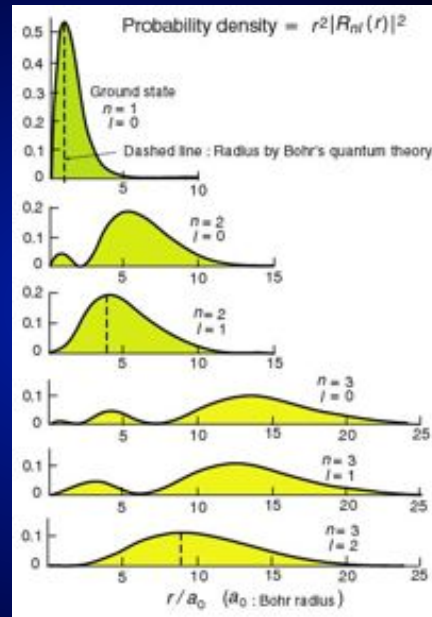 Probability density = r²|Rₙₗ(r)|²
0.5
0.4
0.3
0.2
0.1
0
Ground state
n=1
l=0
Dashed line : Radius by Bohr's quantum theory
5 10
0.2
0.1
0
n=2
l=0
5 10 15
0.2
0.1
0
n=2
l=1
5 10 15
0.1
0
n=3
l=0
5 10 15 20 25
0.1
0
n=3
l=1
5 10 15 20 25
0.1
0
n=3
l=2
5 10 15 20 25
r/a₀ (a₀ : Bohr radius)